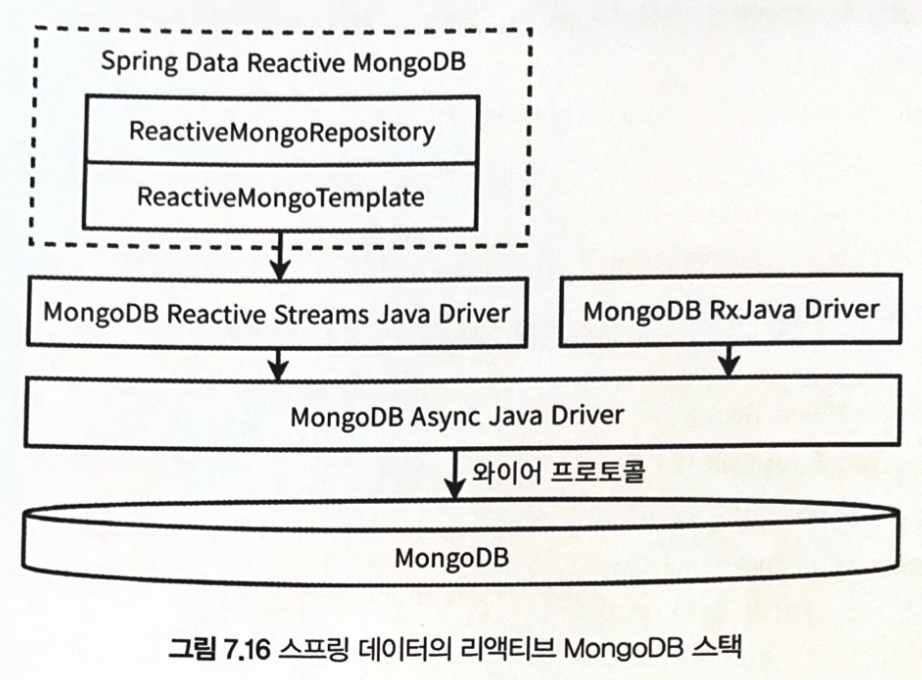 Spring Data Reactive MongoDB
ReactiveMongoRepository
ReactiveMongoTemplate
MongoDB Reactive Streams Java Driver
MongoDB RxJava Driver
MongoDB Async Java Driver
와이어 프로토콜
MongoDB
그림 7.16 스프링 데이터의 리액티브 MongoDB 스택